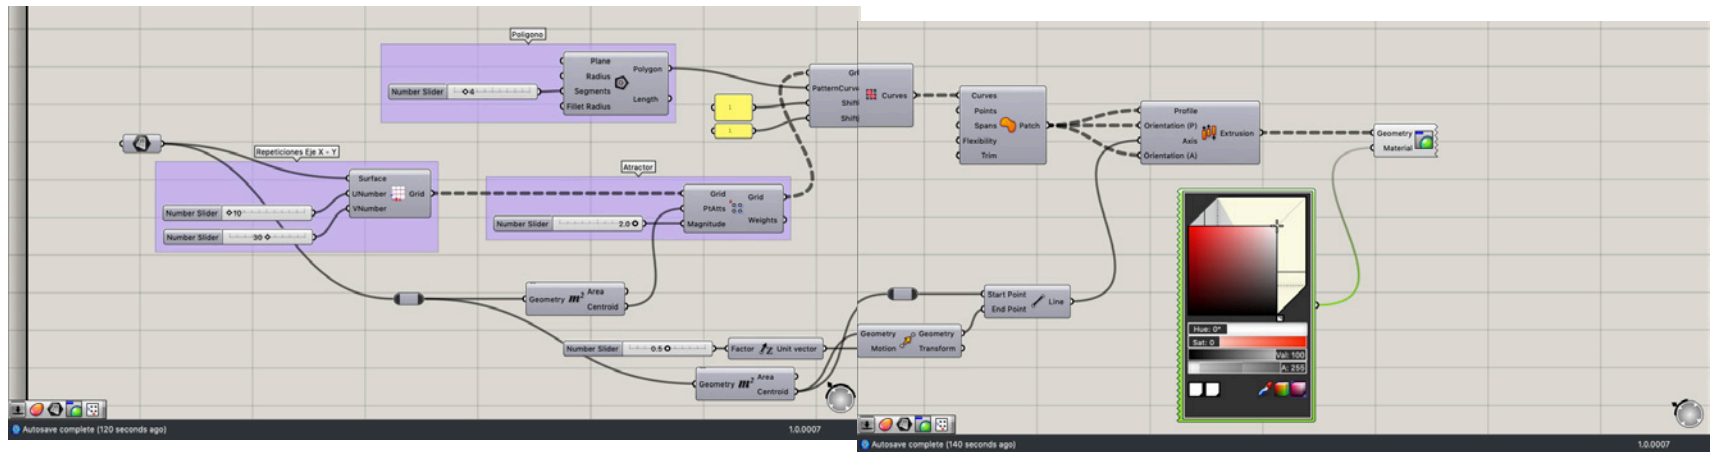 Poligono
Number Slider 4
Plane
Radius
Segments
Fillet Radius
Polygon
Length
1
1
Gri
PatternCurve
Shift
Shift
Curves
Repeticiones Eje X - Y
Number Slider 10
Number Slider 30
Surface
UNumber
VNumber
Grid
Atractor
Number Slider 2.0
Grid
PtAtts
Magnitude
Grid
Weights
Geometry m² Area
Centroid
Number Slider 0.5
Factor Z Unit vector
Geometry m² Area
Centroid
Autosave complete (120 seconds ago)
1.0.0007
Curves
Points
Spans
Flexibility
Trim
Patch
Profile
Orientation (P)
Axis
Orientation (A)
Extrusion
Geometry
Material
Start Point
End Point
Line
Geometry
Motion
Geometry
Transform
Hue: 0°
Sat: 0
Val: 100
A: 255
Autosave complete (140 seconds ago)
1.0.0007